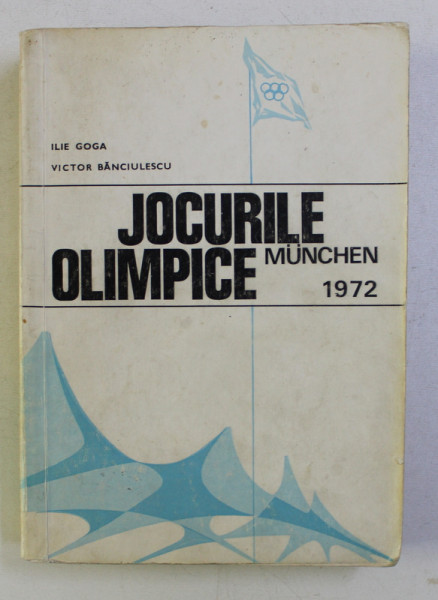 ILIE GOGA
VICTOR BĂNCIULESCU
JOCURILE
OLIMPICE MÜNCHEN
1972